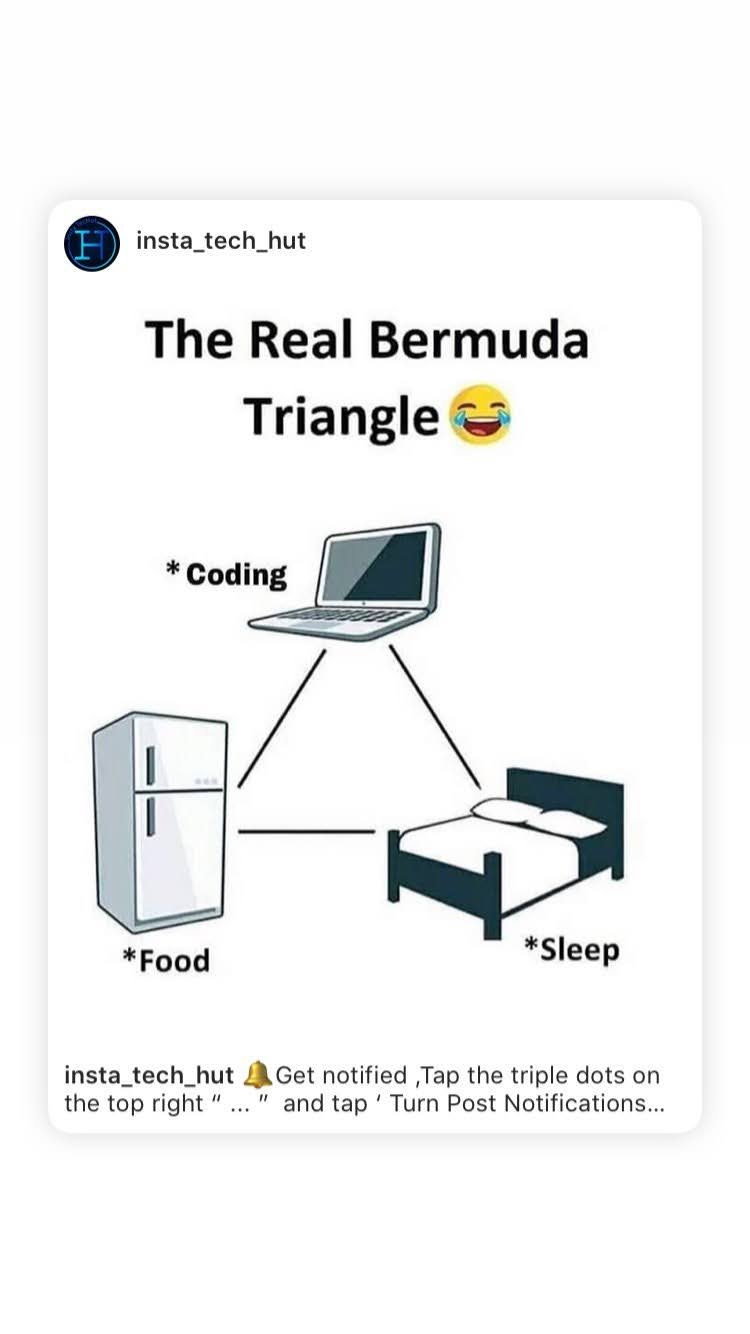 insta_tech_hut
The Real Bermuda
Triangle😂
* Coding
*Food
*Sleep
insta_tech_hut 🔔Get notified ,Tap the triple dots on
the top right “ ... ” and tap ‘ Turn Post Notifications...